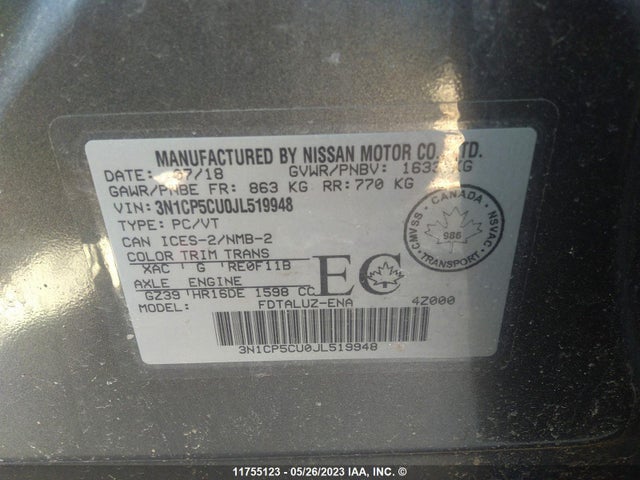 MANUFACTURED BY NISSAN MOTOR CO., LTD.
DATE: 07/18 GVWR/PNBV: KG
GAWR/PNBE FR: 863 KG RR: 770 KG
VIN: 3N1CP5CU0JL519948
TYPE: PC/VT
CAN ICES-2/NMB-2
COLOR TRIM TRANS
XAC ' G ' RE0F11B
AXLE ENGINE
GZ39 'HR16DE 1598 CC
MODEL: FDTALUZ-ENA 4Z000
3N1CP5CU0JL519948
EC
CANADA
CMVSS
NSVAC
986
TRANSPORT
11755123 - 05/26/2023 IAA, INC. ©